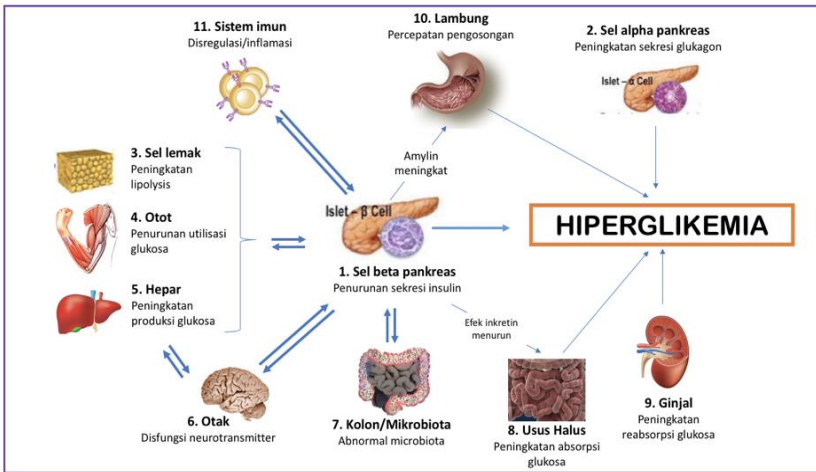 11. Sistem imun
Disregulasi/inflamasi
10. Lambung
Percepatan pengosongan
2. Sel alpha pankreas
Peningkatan sekresi glukagon
Islet – α Cell
3. Sel lemak
Peningkatan
lipolysis
4. Otot
Penurunan utilisasi
glukosa
5. Hepar
Peningkatan
produksi glukosa
Amylin
meningkat
Islet – β Cell
1. Sel beta pankreas
Penurunan sekresi insulin
HIPERGLIKEMIA
Efek inkretin
menurun
6. Otak
Disfungsi neurotransmitter
7. Kolon/Mikrobiota
Abnormal microbiota
8. Usus Halus
Peningkatan absorpsi
glukosa
9. Ginjal
Peningkatan
reabsorpsi glukosa